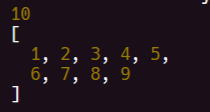 10
[
  1, 2, 3, 4, 5,
  6, 7, 8, 9
]